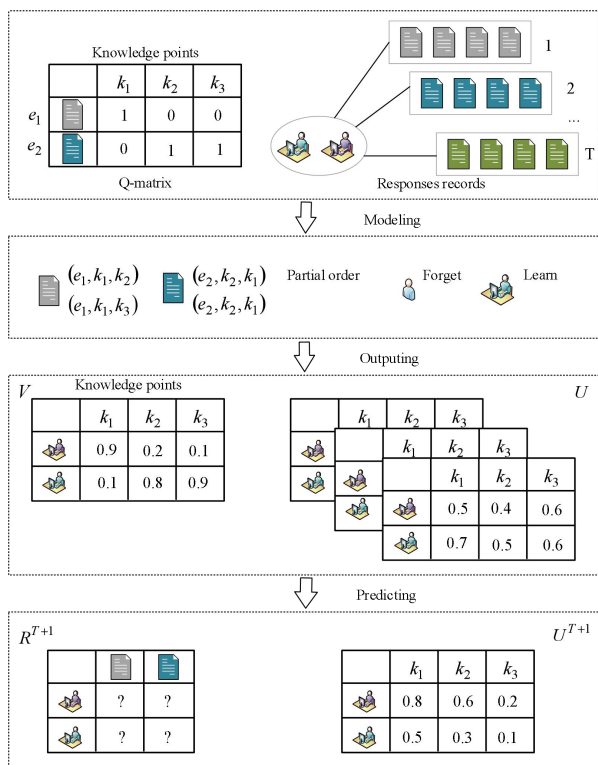 Knowledge points
k1 k2 k3
e1 1 0 0
e2 0 1 1
Q-matrix
1
2
...
T
Responses records
Modeling
(e1, k1, k2) (e2, k2, k1) Partial order Forget Learn
(e1, k1, k3) (e2, k2, k1)
Outputing
V Knowledge points U
k1 k2 k3
0.9 0.2 0.1
0.1 0.8 0.9
k1 k2 k3
k1 k2 k3
k1 k2 k3
0.5 0.4 0.6
0.7 0.5 0.6
Predicting
R^T+1 U^T+1
? ?
? ?
k1 k2 k3
0.8 0.6 0.2
0.5 0.3 0.1